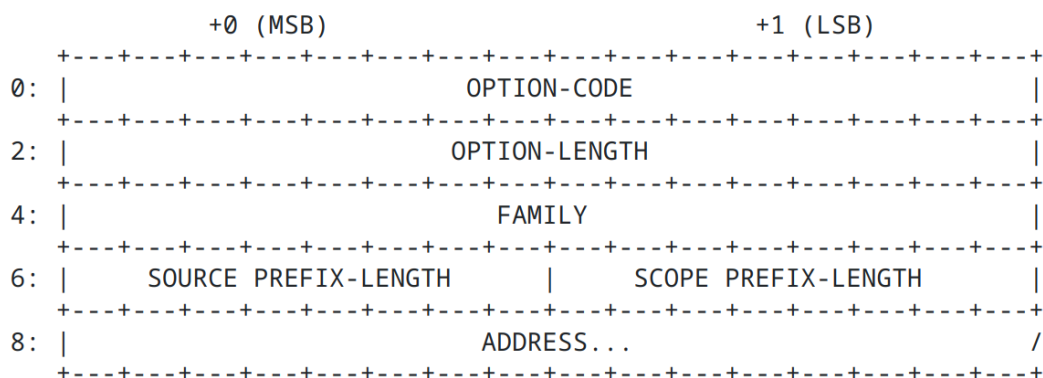 +0 (MSB)                            +1 (LSB)
   +---+---+---+---+---+---+---+---+---+---+---+---+---+---+---+---+
0: |                          OPTION-CODE                          |
   +---+---+---+---+---+---+---+---+---+---+---+---+---+---+---+---+
2: |                         OPTION-LENGTH                         |
   +---+---+---+---+---+---+---+---+---+---+---+---+---+---+---+---+
4: |                            FAMILY                             |
   +---+---+---+---+---+---+---+---+---+---+---+---+---+---+---+---+
6: |     SOURCE PREFIX-LENGTH      |     SCOPE PREFIX-LENGTH       |
   +---+---+---+---+---+---+---+---+---+---+---+---+---+---+---+---+
8: |                           ADDRESS...                          /
   +---+---+---+---+---+---+---+---+---+---+---+---+---+---+---+---+